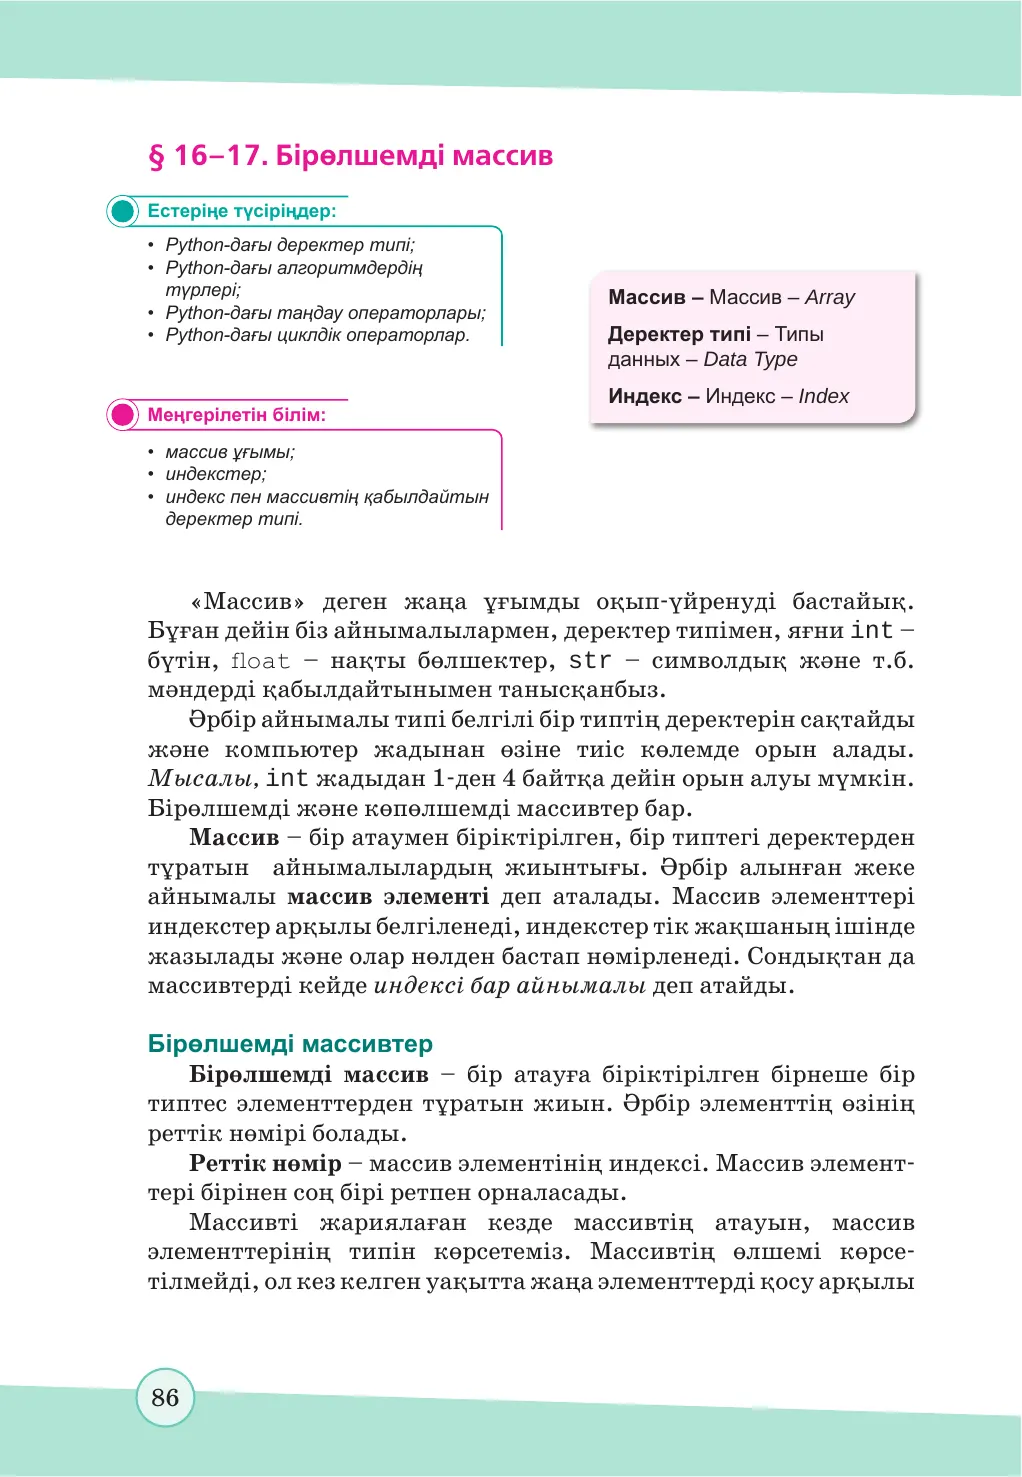 § 16–17. Бірөлшемді массив
Естеріңе түсіріңдер:
• Python-дағы деректер типі;
• Python-дағы алгоритмдердің
түрлері;
• Python-дағы таңдау операторлары;
• Python-дағы циклдік операторлар.
Массив – Массив – Array
Деректер типі – Типы
данных – Data Type
Индекс – Индекс – Index
Меңгерілетін білім:
• массив ұғымы;
• индекстер;
• индекс пен массивтің қабылдайтын
деректер типі.
«Массив» деген жаңа ұғымды оқып-үйренуді бастайық.
Бұған дейін біз айнымалылармен, деректер типімен, яғни int –
бүтін, float – нақты бөлшектер, str – символдық және т.б.
мәндерді қабылдайтынымен танысқанбыз.
Әрбір айнымалы типі белгілі бір типтің деректерін сақтайды
және компьютер жадынан өзіне тиіс көлемде орын алады.
Мысалы, int жадыдан 1-ден 4 байтқа дейін орын алуы мүмкін.
Бірөлшемді және көпөлшемді массивтер бар.
Массив – бір атаумен біріктірілген, бір типтегі деректерден
тұратын айнымалылардың жиынтығы. Әрбір алынған жеке
айнымалы массив элементі деп аталады. Массив элементтері
индекстер арқылы белгіленеді, индекстер тік жақшаның ішінде
жазылады және олар нөлден бастап нөмірленеді. Сондықтан да
массивтерді кейде индексі бар айнымалы деп атайды.
Бірөлшемді массивтер
Бірөлшемді массив – бір атауға біріктірілген бірнеше бір
типтес элементтерден тұратын жиын. Әрбір элементтің өзінің
реттік нөмірі болады.
Реттік нөмір – массив элементінің индексі. Массив элемент-
тері бірінен соң бірі ретпен орналасады.
Массивті жариялаған кезде массивтің атауын, массив
элементтерінің типін көрсетеміз. Массивтің өлшемі көрсе-
тілмейді, ол кез келген уақытта жаңа элементтерді қосу арқылы
86